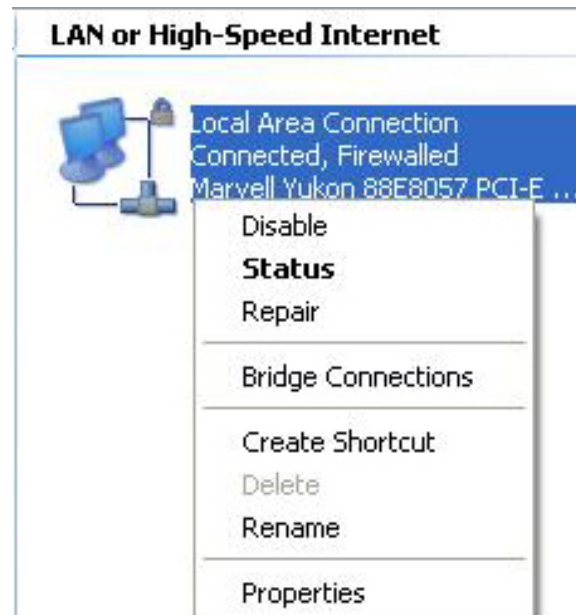 LAN or High-Speed Internet
Local Area Connection
Connected, Firewalled
Marvell Yukon 88E8057 PCI-E ...
Disable
Status
Repair
Bridge Connections
Create Shortcut
Delete
Rename
Properties